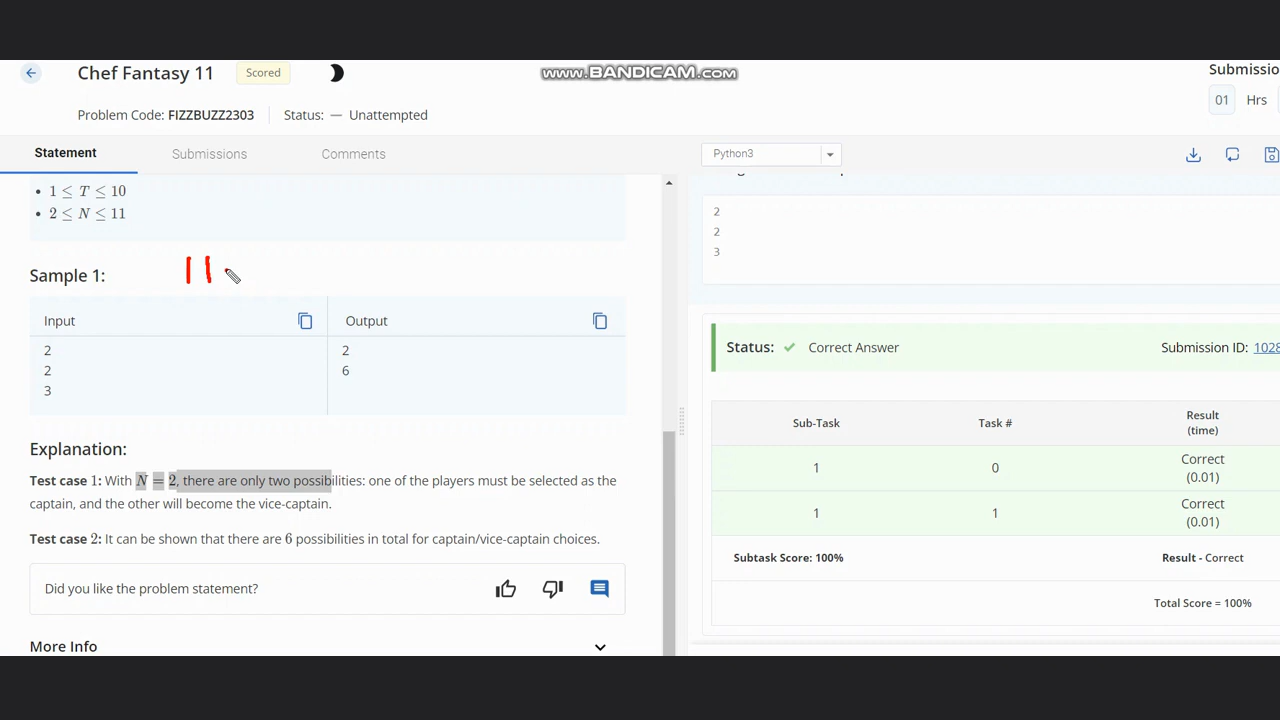 www.BANDICAM.com
Chef Fantasy 11
Scored
Submissio
Problem Code: FIZZBUZZ2303
Status: — Unattempted
01 Hrs
Statement
Submissions
Comments
Python3
• 1 ≤ T ≤ 10
• 2 ≤ N ≤ 11
2
2
3
Sample 1:
Input
Output
2
2
2
6
3
Status: ✓ Correct Answer
Submission ID: 1028
Sub-Task
Task #
Result
(time)
1
0
Correct
(0.01)
1
1
Correct
(0.01)
Subtask Score: 100%
Result - Correct
Total Score = 100%
Explanation:
Test case 1: With N = 2, there are only two possibilities: one of the players must be selected as the
captain, and the other will become the vice-captain.
Test case 2: It can be shown that there are 6 possibilities in total for captain/vice-captain choices.
Did you like the problem statement?
More Info